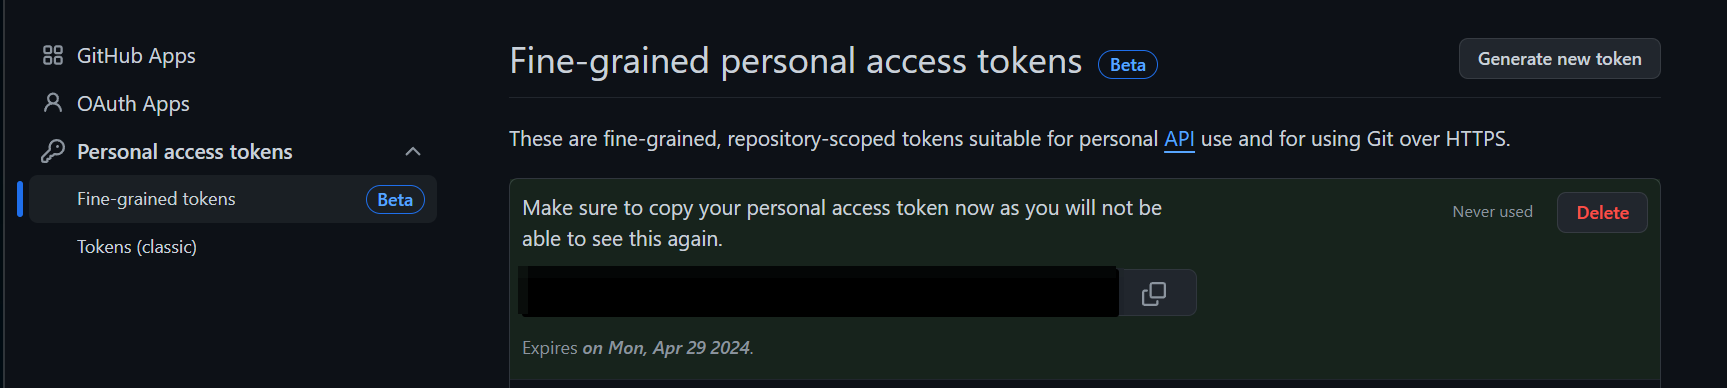 GitHub Apps
OAuth Apps
Personal access tokens
Fine-grained tokens Beta
Tokens (classic)
Fine-grained personal access tokens Beta
Generate new token
These are fine-grained, repository-scoped tokens suitable for personal API use and for using Git over HTTPS.
Make sure to copy your personal access token now as you will not be
able to see this again.
Never used
Delete
Expires on Mon, Apr 29 2024.